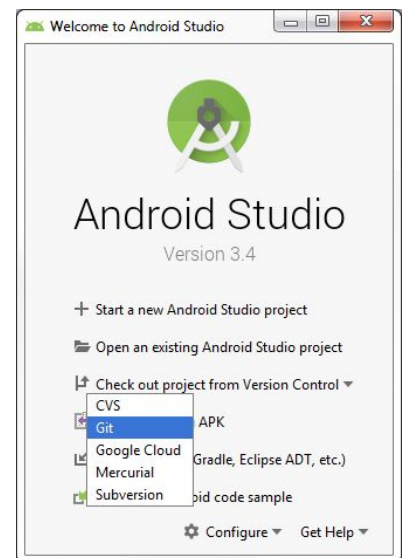 Welcome to Android Studio
Android Studio
Version 3.4
Start a new Android Studio project
Open an existing Android Studio project
Check out project from Version Control
CVS
Git
APK
Google Cloud
Gradle, Eclipse ADT, etc.)
Mercurial
Subversion
code sample
Configure
Get Help